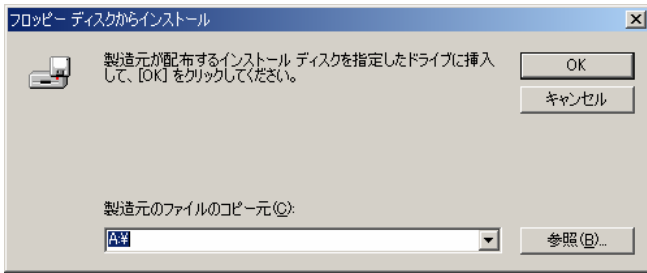 フロッピー ディスクからインストール
製造元が配布するインストール ディスクを指定したドライブに挿入
して、[OK] をクリックしてください。
OK
キャンセル
製造元のファイルのコピー元(C):
A:¥
参照(B)...